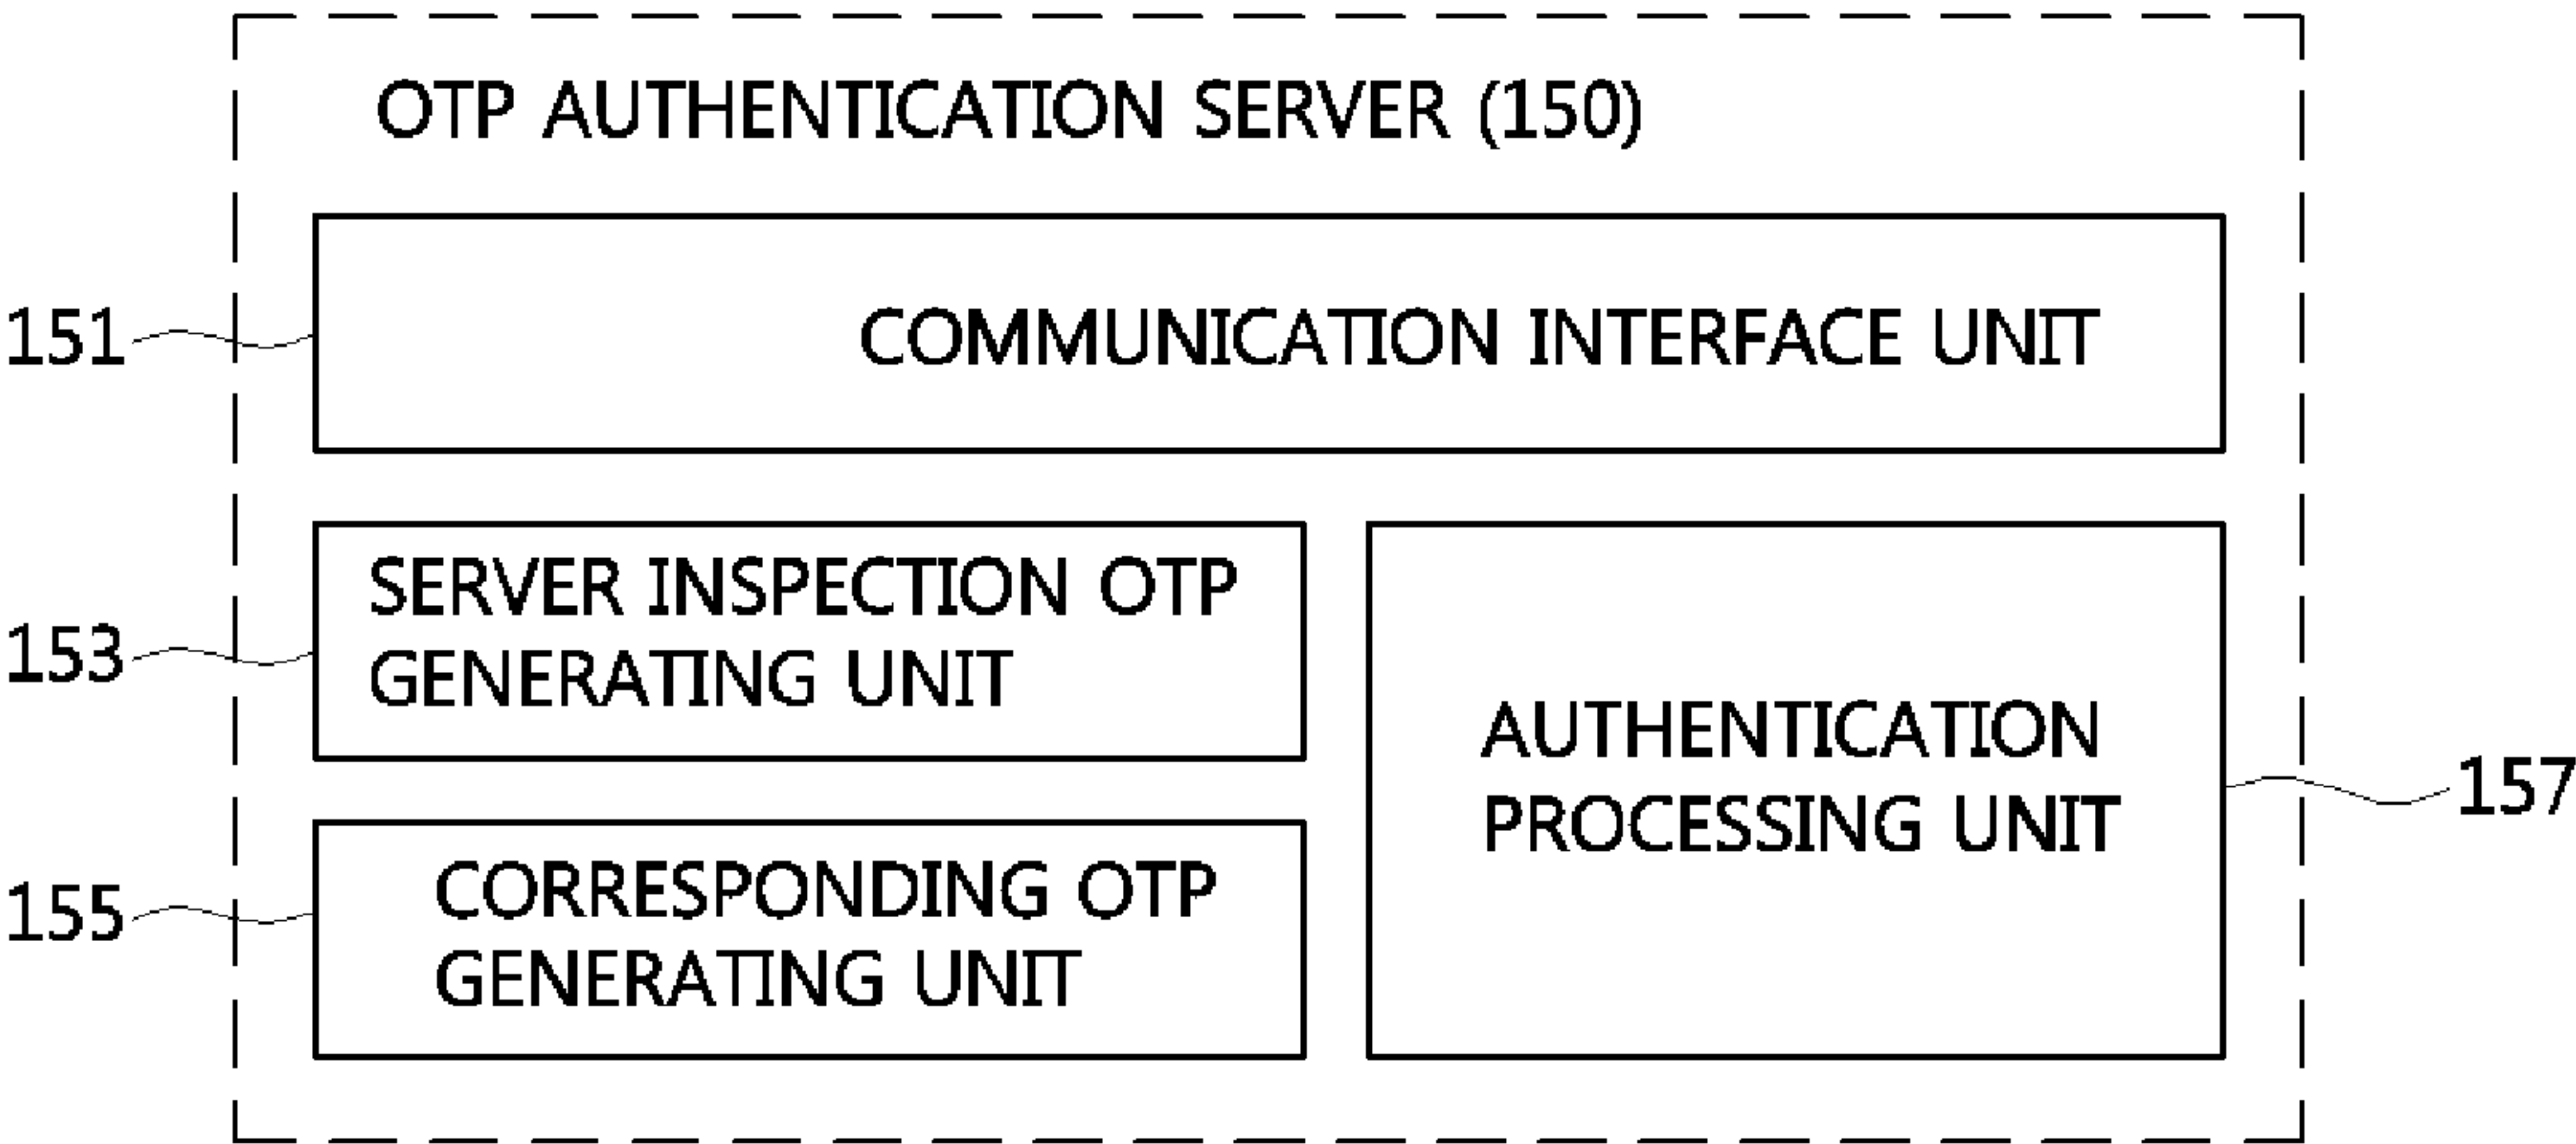 OTP AUTHENTICATION SERVER (150)
151
COMMUNICATION INTERFACE UNIT
153
SERVER INSPECTION OTP
GENERATING UNIT
155
CORRESPONDING OTP
GENERATING UNIT
AUTHENTICATION
PROCESSING UNIT
157